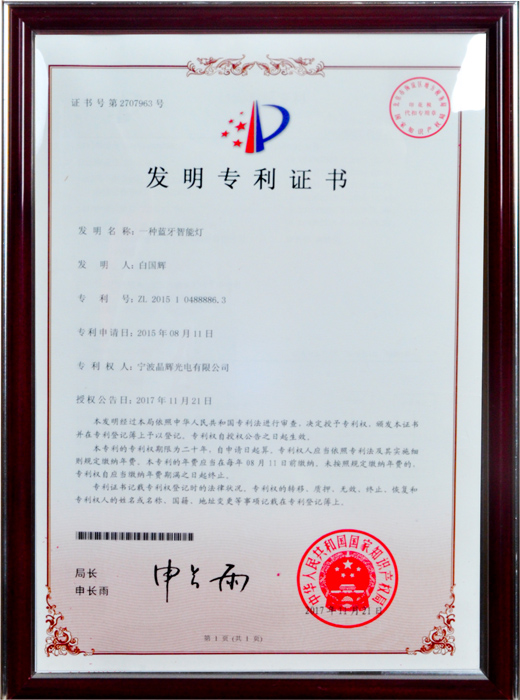 证书号第2707963号
发明专利证书
发明名称：一种蓝牙智能灯
发明人：白国辉
专利号：ZL 2015 1 0488886.3
专利申请日：2015年08月11日
专利权人：宁波晶辉光电有限公司
授权公告日：2017年11月21日
本发明经过本局依照中华人民共和国专利法进行审查，决定授予专利权，颁发本证书
并在专利登记簿上予以登记。专利权自授权公告之日起生效。
本专利的专利权期限为二十年，自申请日起算。专利权人应当依照专利法及其实施细
则规定缴纳年费。本专利的年费应当在每年08月11日前缴纳。未按照规定缴纳年费的，
专利权自应当缴纳年费期满之日起终止。
专利证书记载专利权登记时的法律状况。专利权的转移、质押、无效、终止、恢复和
专利权人的姓名或名称、国籍、地址变更等事项记载在专利登记簿上。
局长
申长雨
申长雨
中华人民共和国国家知识产权局
2017年11月21日
第1页(共1页)